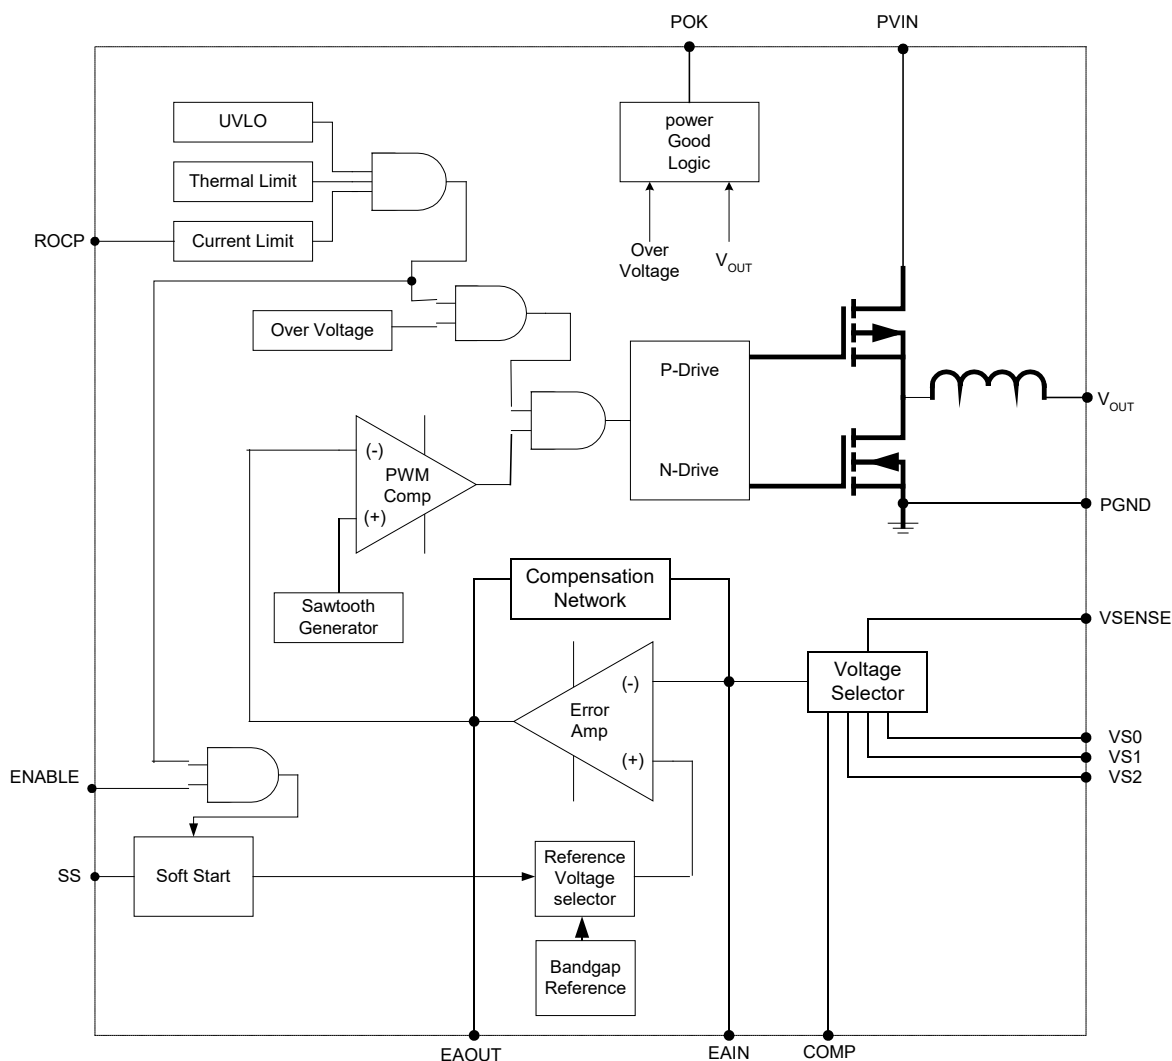 POK
PVIN
UVLO
power
Good
Logic
Thermal Limit
ROCP
Current Limit
Over
Voltage
VOUT
Over Voltage
P-Drive
VOUT
(-)
PWM
Comp
(+)
N-Drive
PGND
Compensation
Network
Sawtooth
Generator
VSENSE
Voltage
Selector
(-)
Error
Amp
(+)
VS0
VS1
VS2
ENABLE
SS
Soft Start
Reference
Voltage
selector
Bandgap
Reference
EAOUT
EAIN
COMP